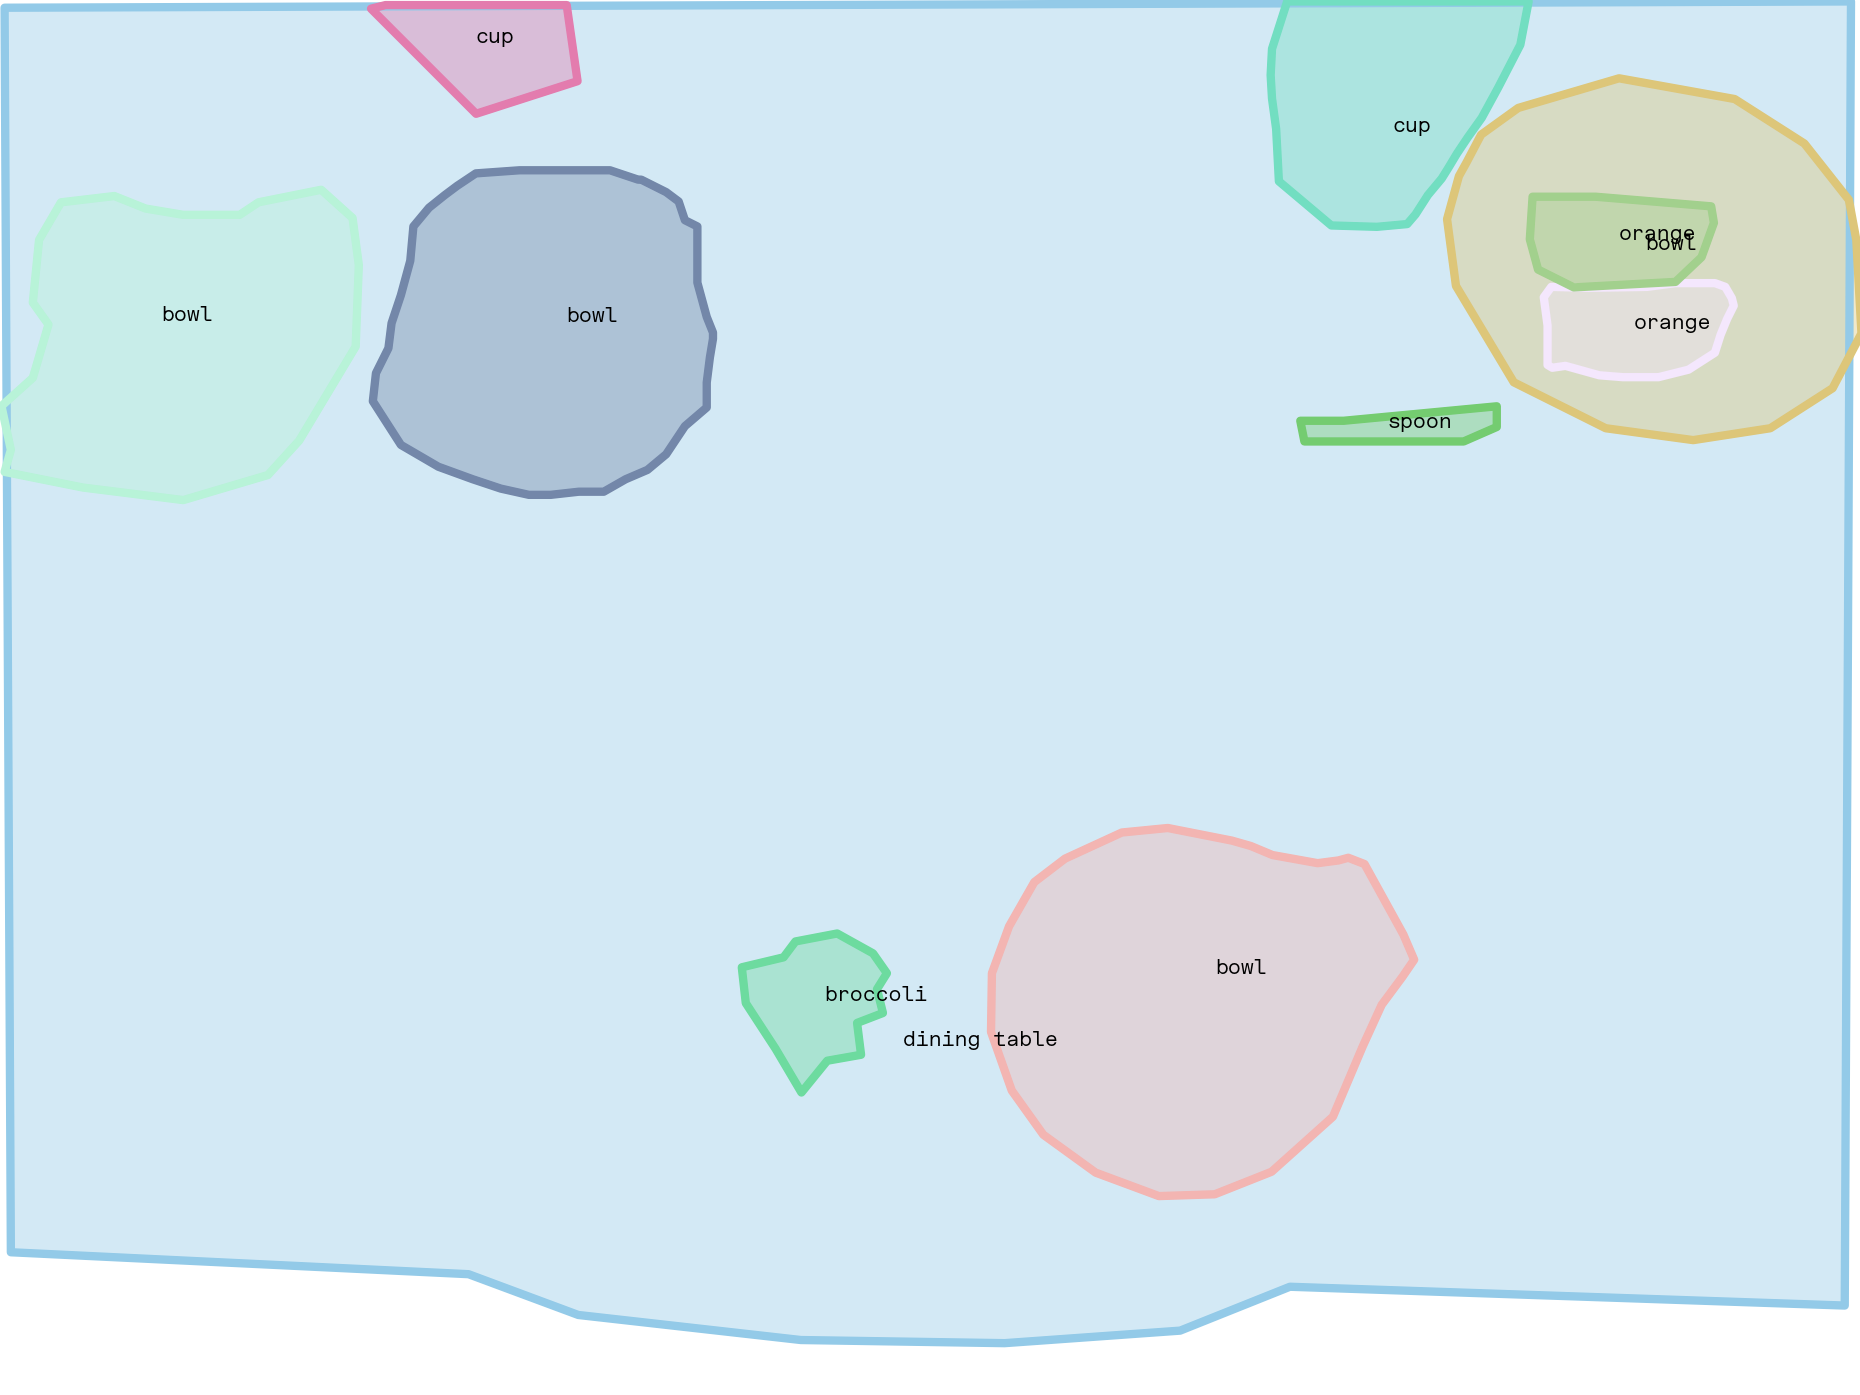 cup
cup
orange
bowl
bowl
bowl
orange
spoon
bowl
broccoli
dining table